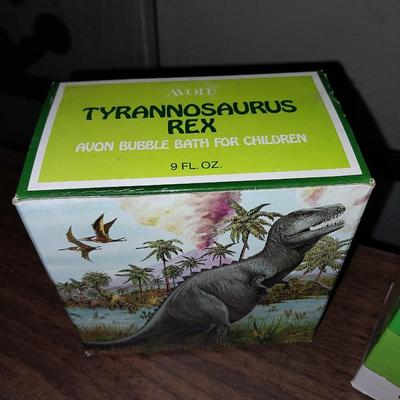 AVON
TYRANNOSAURUS
REX
AVON BUBBLE BATH FOR CHILDREN
9 FL. OZ.